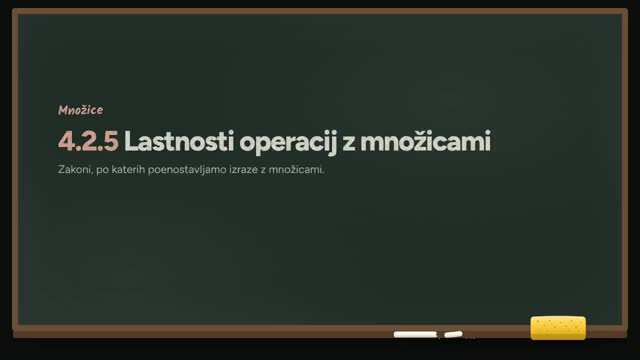 Množice
4.2.5 Lastnosti operacij z množicami
Zakoni, po katerih poenostavljamo izraze z množicami.